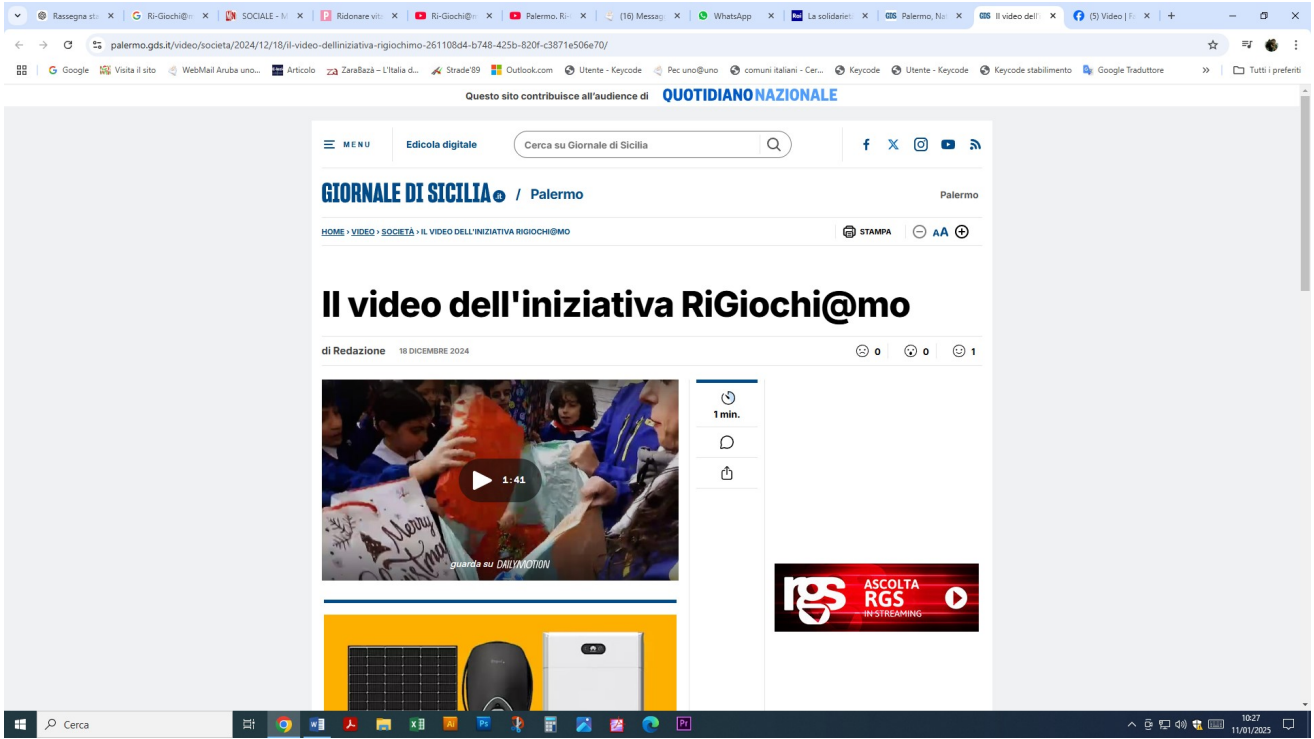 Rassegna sta
Ri-Giochi@m
SOCIALE - M
Ridonare vit
Ri-Giochi@m
Palermo. Ri-
(16) Messag
WhatsApp
La solidariet
Palermo, Nat
Il video dell'
(5) Video | F
palermo.gds.it/video/societa/2024/12/18/il-video-delliniziativa-rigiochimo-261108d4-b748-425b-820f-c3871e506e70/
Google
Visita il sito
WebMail Aruba uno...
Articolo
ZaraBazà – L'Italia d...
Strade'89
Outlook.com
Utente - Keycode
Pec uno@uno
comuni italiani - Cer...
Keycode
Utente - Keycode
Keycode stabilimento
Google Traduttore
Tutti i preferiti
Questo sito contribuisce all'audience di QUOTIDIANO NAZIONALE
MENU
Edicola digitale
Cerca su Giornale di Sicilia
GIORNALE DI SICILIA.it / Palermo
Palermo
HOME › VIDEO › SOCIETÀ › IL VIDEO DELL'INIZIATIVA RIGIOCHI@MO
STAMPA
AA
Il video dell'iniziativa RiGiochi@mo
di Redazione 18 DICEMBRE 2024
0 0 1
1 min.
1:41
Merry
Christmas
guarda su DAILYMOTION
rgs
ASCOLTA
RGS
IN STREAMING
Cerca
10:27
11/01/2025